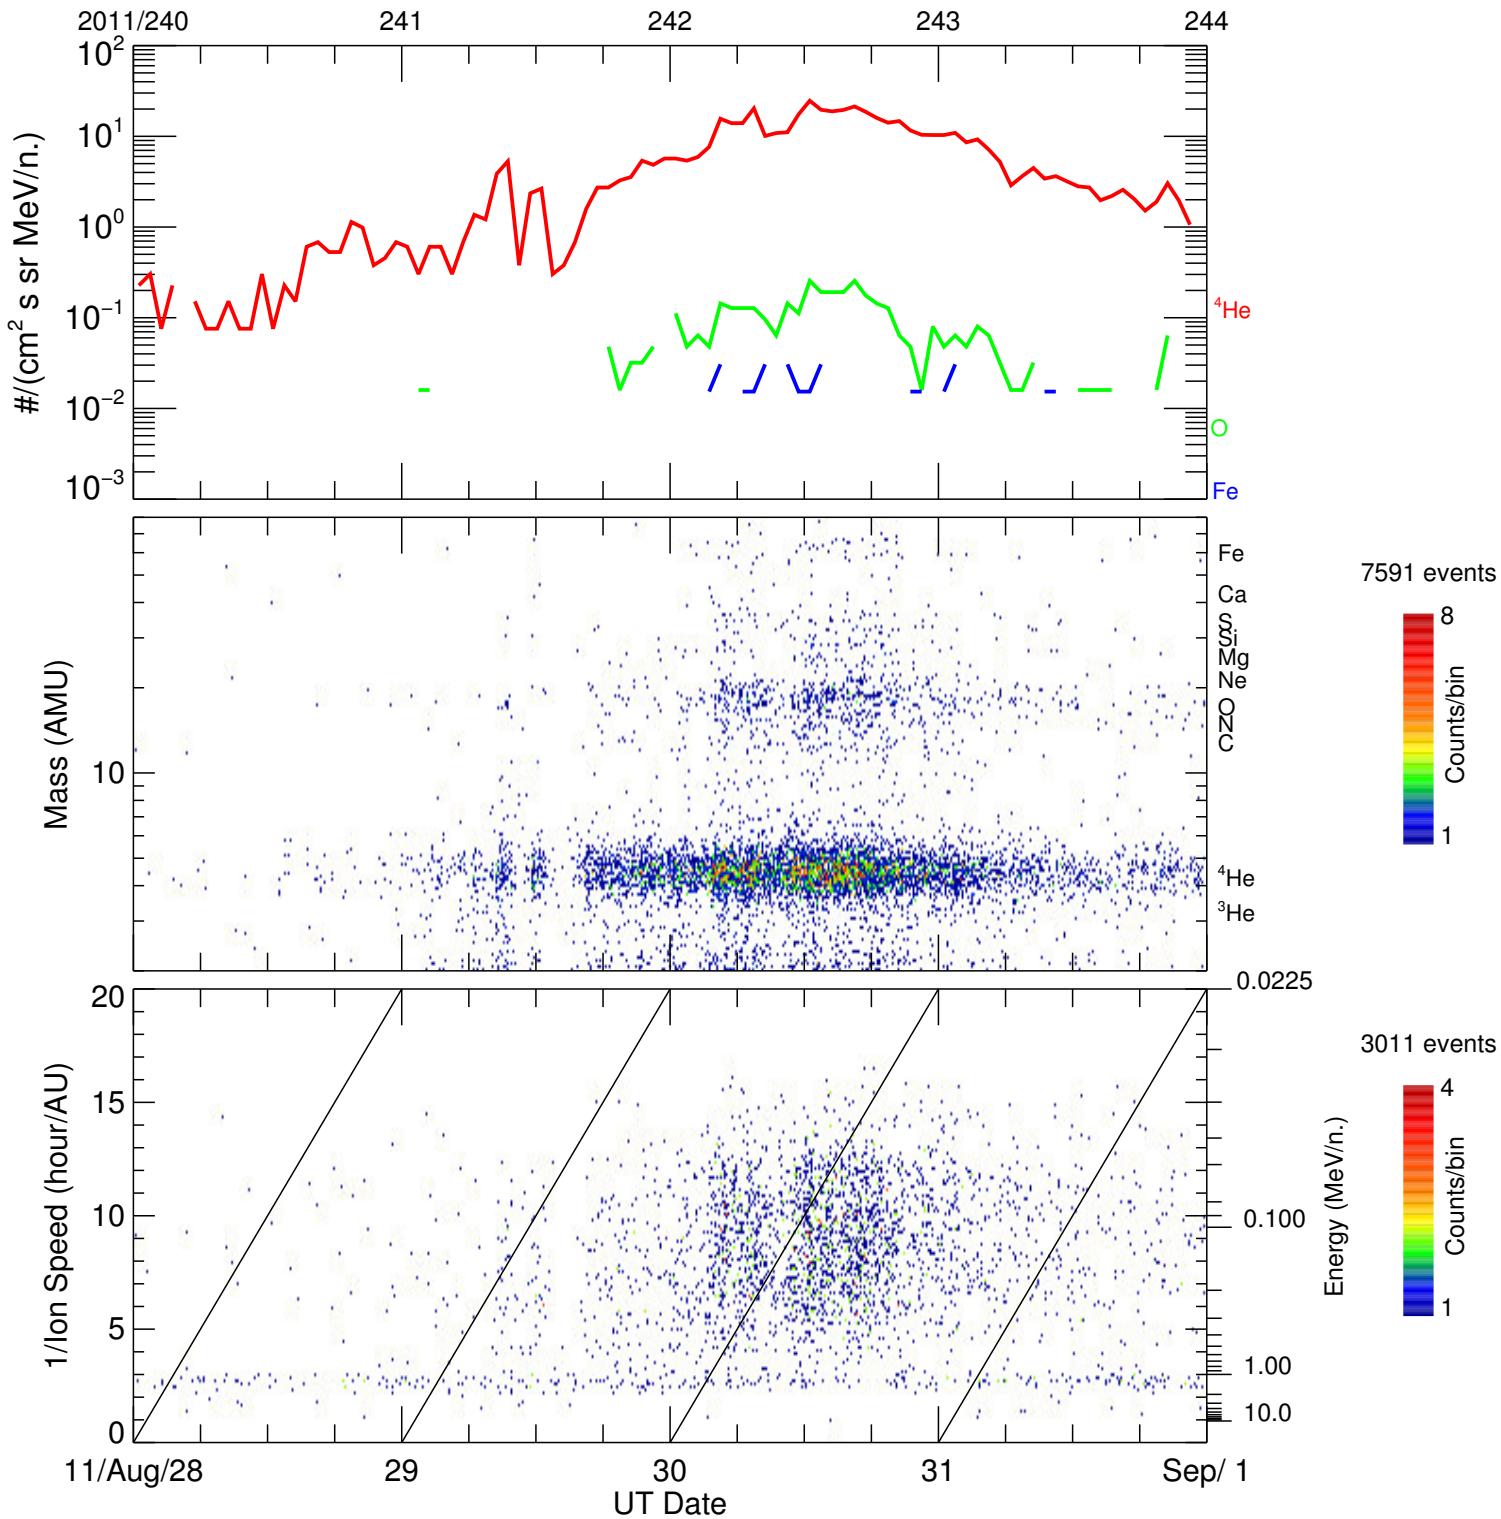 2011/240 241 242 243 244
10²
10¹
10⁰
10⁻¹
10⁻²
10⁻³
#/(cm² s sr MeV/n.)
⁴He
O
Fe
Mass (AMU)
10
Fe
Ca
S
Si
Mg
Ne
O
N
C
⁴He
³He
7591 events
8
Counts/bin
1
1/Ion Speed (hour/AU)
20
15
10
5
0
0.0225
0.100
1.00
10.0
Energy (MeV/n.)
3011 events
4
Counts/bin
1
11/Aug/28 29 30 31 Sep/ 1
UT Date